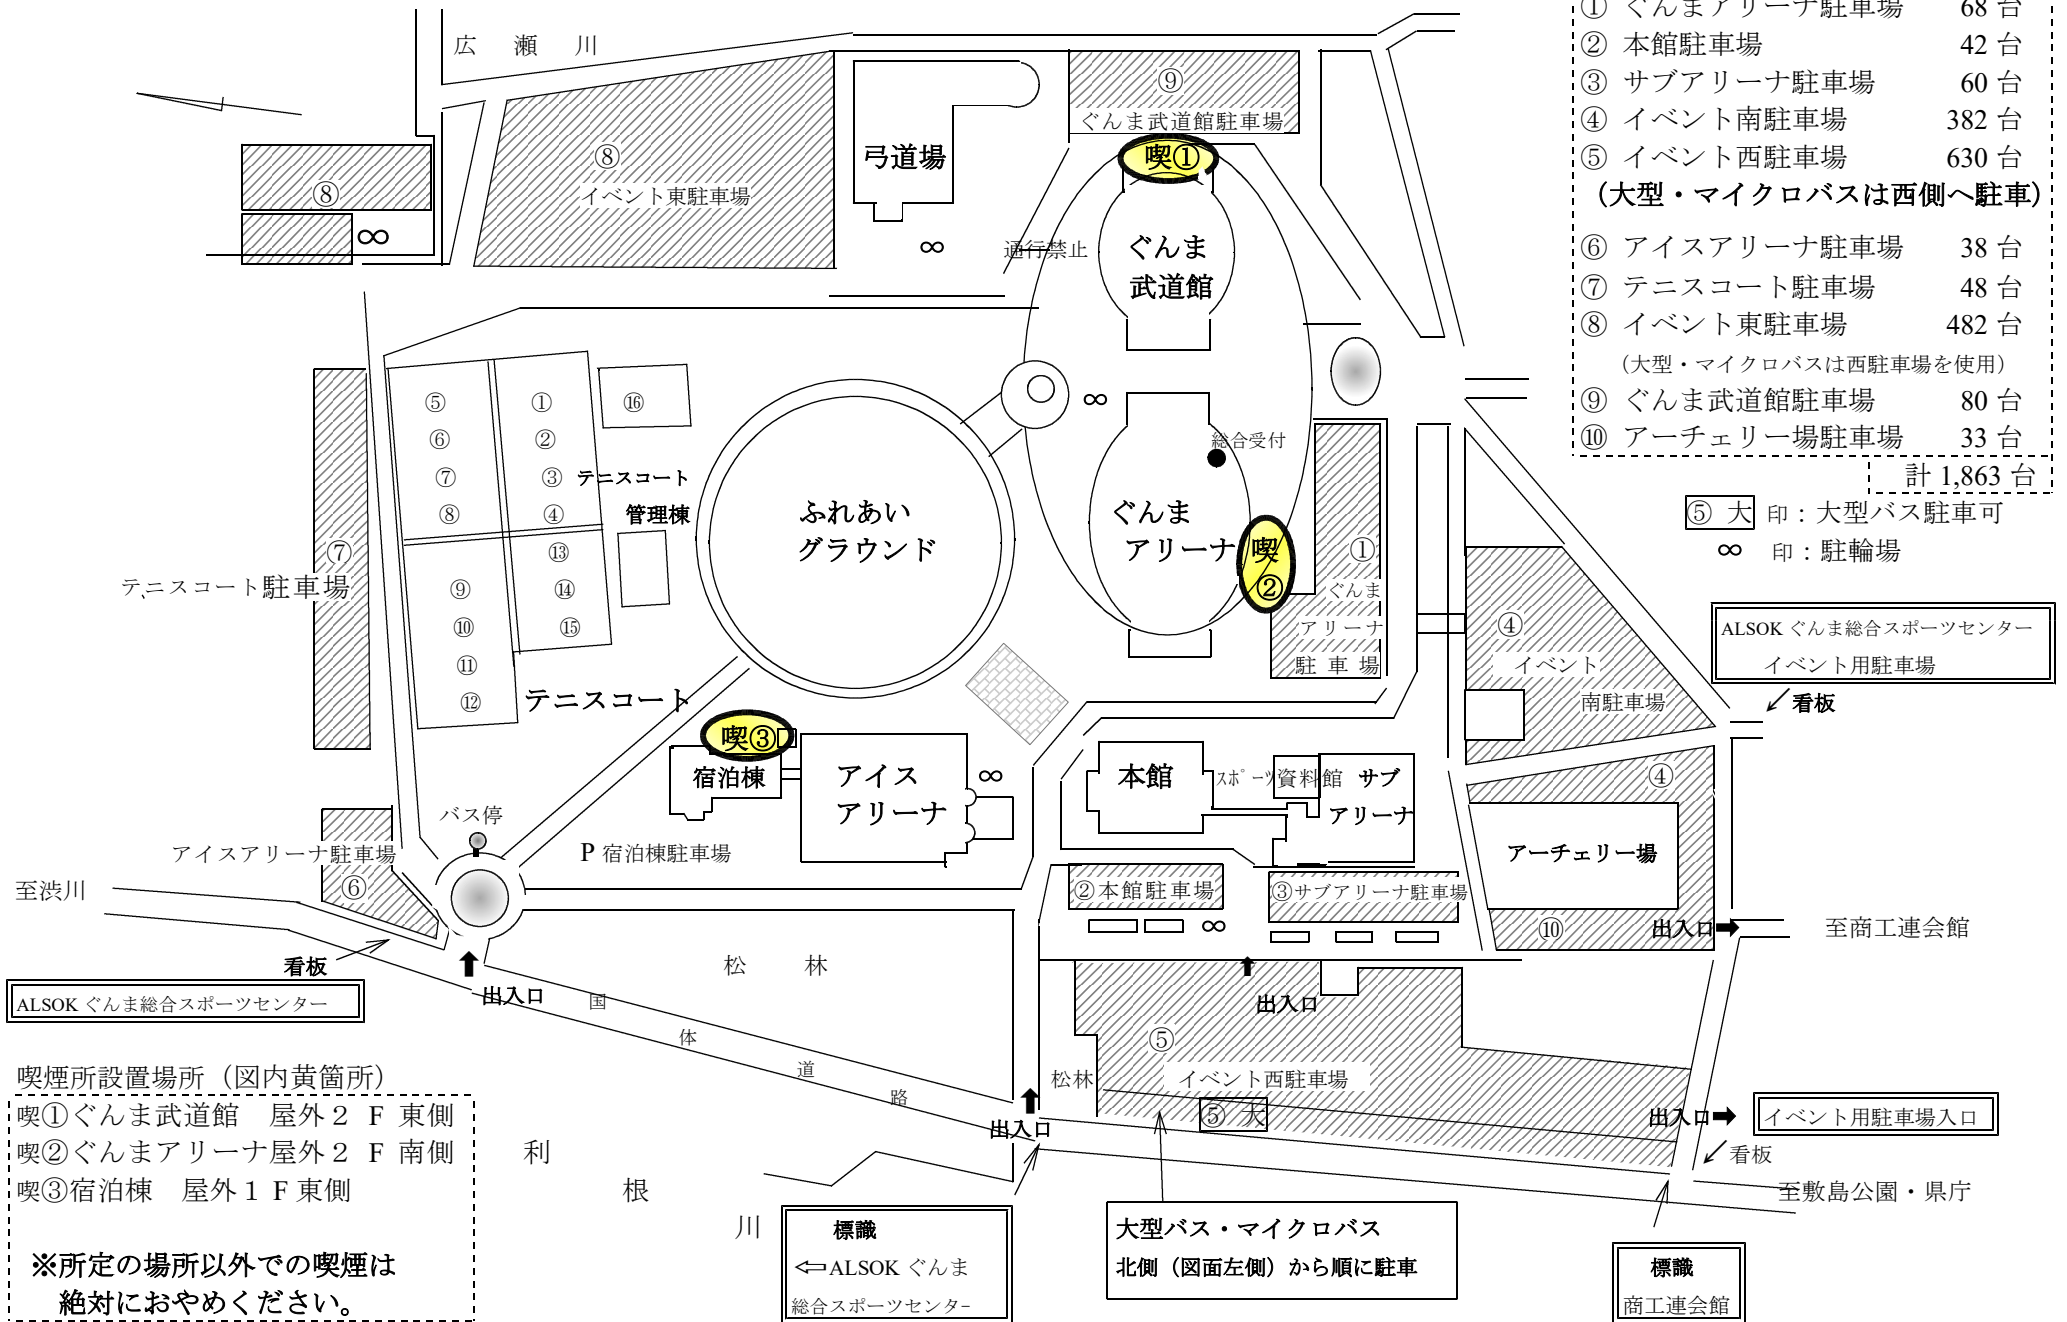 ① ぐんまアリーナ駐車場 68 台
② 本館駐車場 42 台
③ サブアリーナ駐車場 60 台
④ イベント南駐車場 382 台
⑤ イベント西駐車場 630 台
（大型・マイクロバスは西側へ駐車）
⑥ アイスアリーナ駐車場 38 台
⑦ テニスコート駐車場 48 台
⑧ イベント東駐車場 482 台
（大型・マイクロバスは西駐車場を使用）
⑨ ぐんま武道館駐車場 80 台
⑩ アーチェリー場駐車場 33 台
計 1,863 台
⑤ 大 印：大型バス駐車可
∞ 印：駐輪場
広 瀬 川
⑨
ぐんま武道館駐車場
喫①
弓道場
⑧
イベント東駐車場
⑧
∞
∞
通行禁止
ぐんま
武道館
∞
総合受付
⑤
⑥
⑦
⑧
①
②
③
④
⑯
テニスコート
管理棟
⑬
⑭
⑮
⑨
⑩
⑪
⑫
テニスコート
⑦
テニスコート駐車場
ふれあい
グラウンド
ぐんま
アリーナ
喫
②
①
ぐんま
アリーナ
駐 車 場
④
イベント
南駐車場
ALSOK ぐんま総合スポーツセンター
イベント用駐車場
看板
喫③
宿泊棟
アイス
アリーナ
∞
本館
スポーツ資料館
サブ
アリーナ
④
アーチェリー場
⑩
バス停
P 宿泊棟駐車場
アイスアリーナ駐車場
⑥
至渋川
②本館駐車場
③サブアリーナ駐車場
∞
出入口
至商工連会館
看板
ALSOK ぐんま総合スポーツセンター
出入口
松 林
国
体
道
路
出入口
⑤
イベント西駐車場
⑤ 大
松林
出入口
出入口
イベント用駐車場入口
看板
至敷島公園・県庁
利
根
川
喫煙所設置場所（図内黄箇所）
喫①ぐんま武道館 屋外２ F 東側
喫②ぐんまアリーナ屋外２ F 南側
喫③宿泊棟 屋外１ F 東側
※所定の場所以外での喫煙は
絶対におやめください。
標識
⇦ALSOK ぐんま
総合スポーツセンター
大型バス・マイクロバス
北側（図面左側）から順に駐車
標識
商工連会館